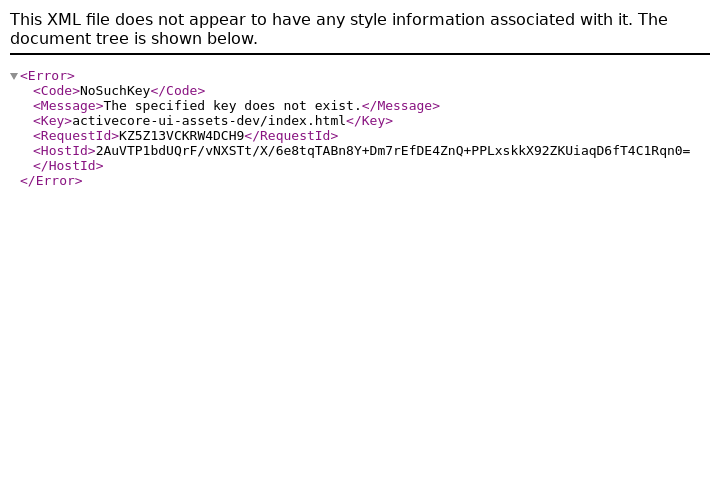 This XML file does not appear to have any style information associated with it. The
document tree is shown below.
<Error>
<Code>NoSuchKey</Code>
<Message>The specified key does not exist.</Message>
<Key>activecore-ui-assets-dev/index.html</Key>
<RequestId>KZ5Z13VCKRW4DCH9</RequestId>
<HostId>2AuVTP1bdUQrF/vNXSTt/X/6e8tqTABn8Y+Dm7rEfDE4ZnQ+PPLxskkX92ZKUiaqD6fT4C1Rqn0=
</HostId>
</Error>